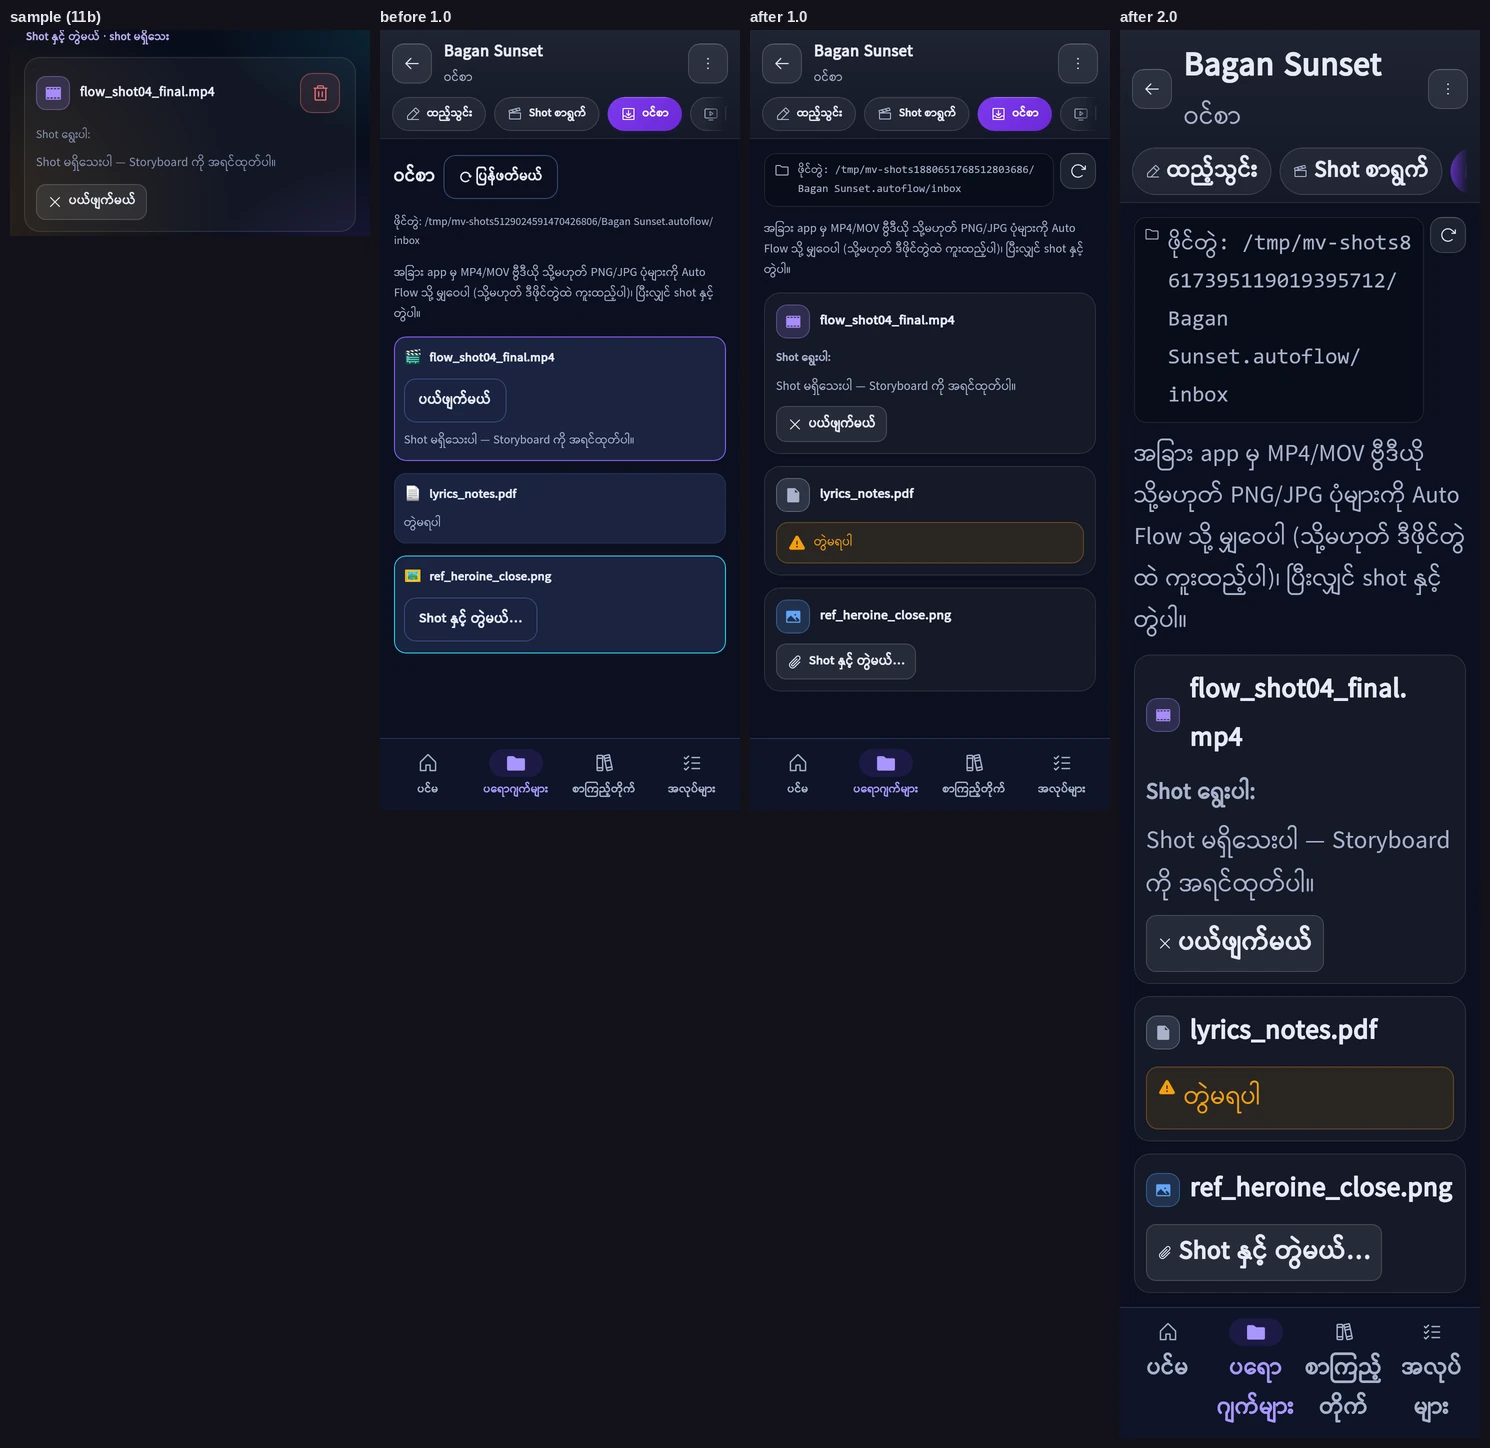 sample (11b)
Shot နှင့် တွဲမယ် · shot မရှိသေး
flow_shot04_final.mp4
Shot ရွေးပါ:
Shot မရှိသေးပါ — Storyboard ကို အရင်ထုတ်ပါ။
ပယ်ဖျက်မယ်
before 1.0
Bagan Sunset
ဝင်စာ
ထည့်သွင်း
Shot စာရွက်
ဝင်စာ
ဝင်စာ
ပြန်ဖတ်မယ်
ဖိုင်တွဲ: /tmp/mv-shots5129024591470426806/Bagan Sunset.autoflow/
inbox
အခြား app မှ MP4/MOV ဗွီဒီယို သို့မဟုတ် PNG/JPG ပုံများကို Auto
Flow သို့ မျှဝေပါ (သို့မဟုတ် ဒီဖိုင်တွဲထဲ ကူးထည့်ပါ)၊ ပြီးလျှင် shot နှင့်
တွဲပါ။
flow_shot04_final.mp4
ပယ်ဖျက်မယ်
Shot မရှိသေးပါ — Storyboard ကို အရင်ထုတ်ပါ။
lyrics_notes.pdf
တွဲမရပါ
ref_heroine_close.png
Shot နှင့် တွဲမယ်…
ပင်မ
ပရောဂျက်များ
စာကြည့်တိုက်
အလုပ်များ
after 1.0
Bagan Sunset
ဝင်စာ
ထည့်သွင်း
Shot စာရွက်
ဝင်စာ
ဖိုင်တွဲ: /tmp/mv-shots1880651768512803686/
Bagan Sunset.autoflow/inbox
အခြား app မှ MP4/MOV ဗွီဒီယို သို့မဟုတ် PNG/JPG ပုံများကို Auto
Flow သို့ မျှဝေပါ (သို့မဟုတ် ဒီဖိုင်တွဲထဲ ကူးထည့်ပါ)၊ ပြီးလျှင် shot နှင့်
တွဲပါ။
flow_shot04_final.mp4
Shot ရွေးပါ:
Shot မရှိသေးပါ — Storyboard ကို အရင်ထုတ်ပါ။
ပယ်ဖျက်မယ်
lyrics_notes.pdf
တွဲမရပါ
ref_heroine_close.png
Shot နှင့် တွဲမယ်…
ပင်မ
ပရောဂျက်များ
စာကြည့်တိုက်
အလုပ်များ
after 2.0
Bagan Sunset
ဝင်စာ
ထည့်သွင်း
Shot စာရွက်
ဖိုင်တွဲ: /tmp/mv-shots8
617395119019395712/
Bagan
Sunset.autoflow/
inbox
အခြား app မှ MP4/MOV ဗွီဒီယို
သို့မဟုတ် PNG/JPG ပုံများကို Auto
Flow သို့ မျှဝေပါ (သို့မဟုတ် ဒီဖိုင်တွဲ
ထဲ ကူးထည့်ပါ)၊ ပြီးလျှင် shot နှင့်
တွဲပါ။
flow_shot04_final.
mp4
Shot ရွေးပါ:
Shot မရှိသေးပါ — Storyboard
ကို အရင်ထုတ်ပါ။
ပယ်ဖျက်မယ်
lyrics_notes.pdf
တွဲမရပါ
ref_heroine_close.png
Shot နှင့် တွဲမယ်…
ပင်မ
ပရော
ဂျက်များ
စာကြည့်
တိုက်
အလုပ်
များ